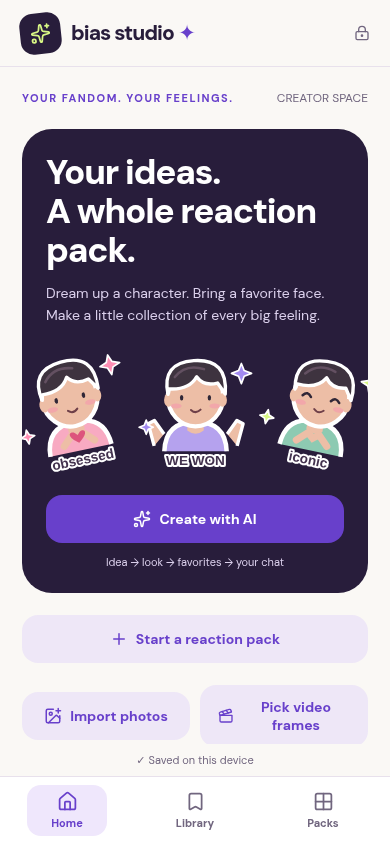 bias studio ✦
YOUR FANDOM. YOUR FEELINGS.
CREATOR SPACE
Your ideas.
A whole reaction
pack.
Dream up a character. Bring a favorite face.
Make a little collection of every big feeling.
obsessed
WE WON
iconic
Create with AI
Idea → look → favorites → your chat
Start a reaction pack
Import photos
Pick video
frames
✓ Saved on this device
Home
Library
Packs